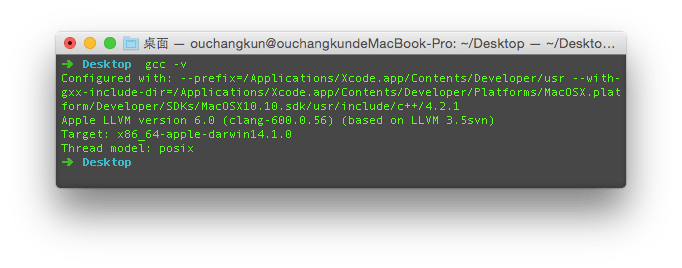 桌面 — ouchangkun@ouchangkundeMacBook-Pro: ~/Desktop — ~/Deskto…
➜ Desktop gcc -v
Configured with: --prefix=/Applications/Xcode.app/Contents/Developer/usr --with-
gxx-include-dir=/Applications/Xcode.app/Contents/Developer/Platforms/MacOSX.plat
form/Developer/SDKs/MacOSX10.10.sdk/usr/include/c++/4.2.1
Apple LLVM version 6.0 (clang-600.0.56) (based on LLVM 3.5svn)
Target: x86_64-apple-darwin14.1.0
Thread model: posix
➜ Desktop